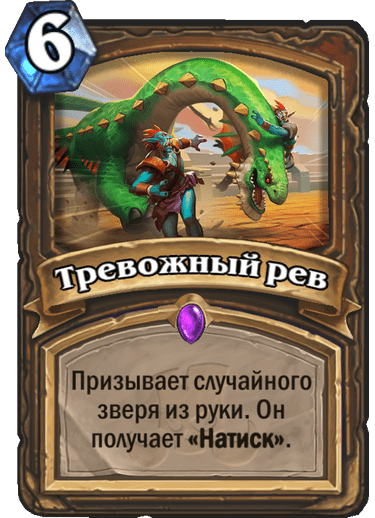 6
Тревожный рев
Призывает случайного
зверя из руки. Он
получает «Натиск».